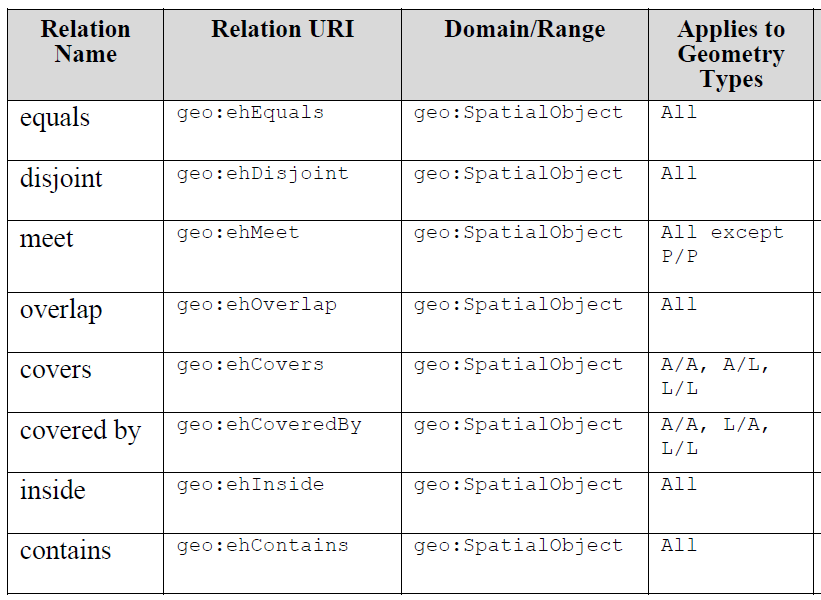 Relation Name Relation URI Domain/Range Applies to Geometry Types
equals geo:ehEquals geo:SpatialObject All
disjoint geo:ehDisjoint geo:SpatialObject All
meet geo:ehMeet geo:SpatialObject All except P/P
overlap geo:ehOverlap geo:SpatialObject All
covers geo:ehCovers geo:SpatialObject A/A, A/L, L/L
covered by geo:ehCoveredBy geo:SpatialObject A/A, L/A, L/L
inside geo:ehInside geo:SpatialObject All
contains geo:ehContains geo:SpatialObject All